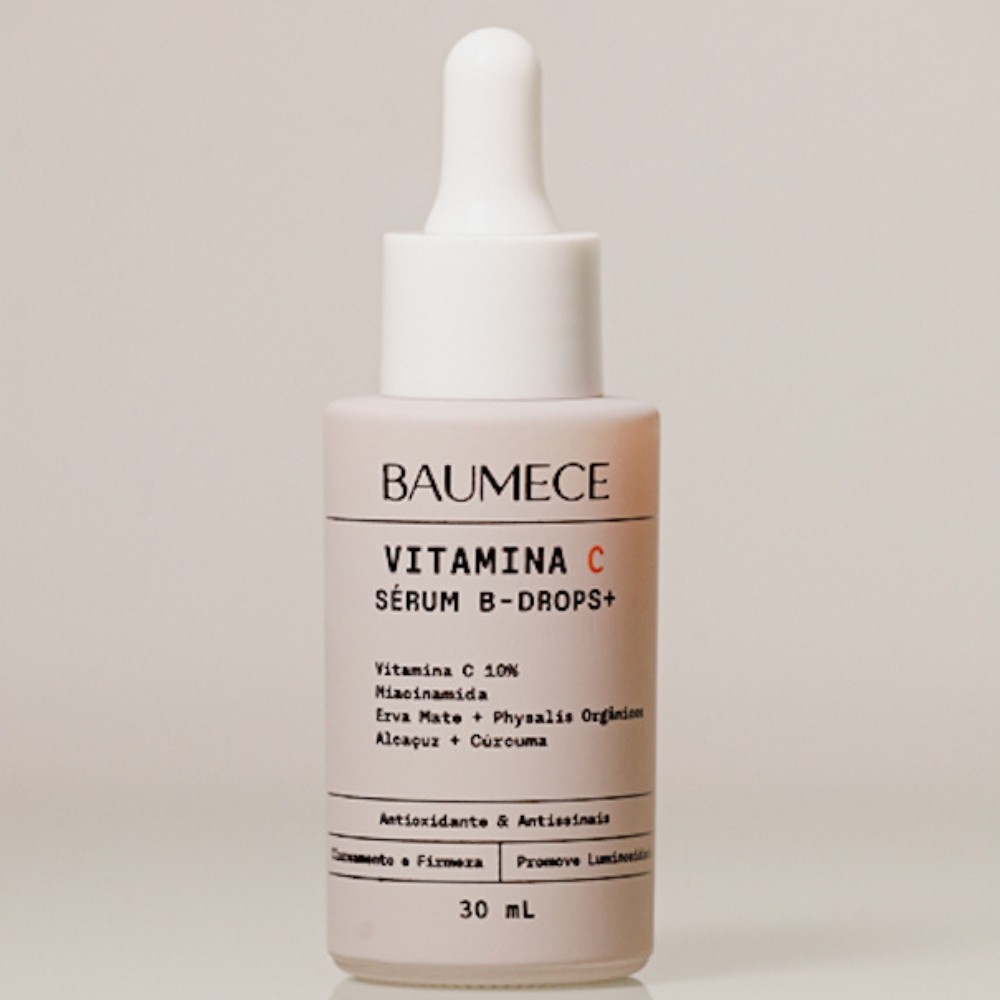 BAUMECE
VITAMINA C
SÉRUM B-DROPS+
Vitamina C 10%
Niacinamida
Erva Mate + Physalis Orgânicos
Alcaçuz + Cúrcuma
Antioxidante & Antissinais
e Firmeza
Promove
30 mL